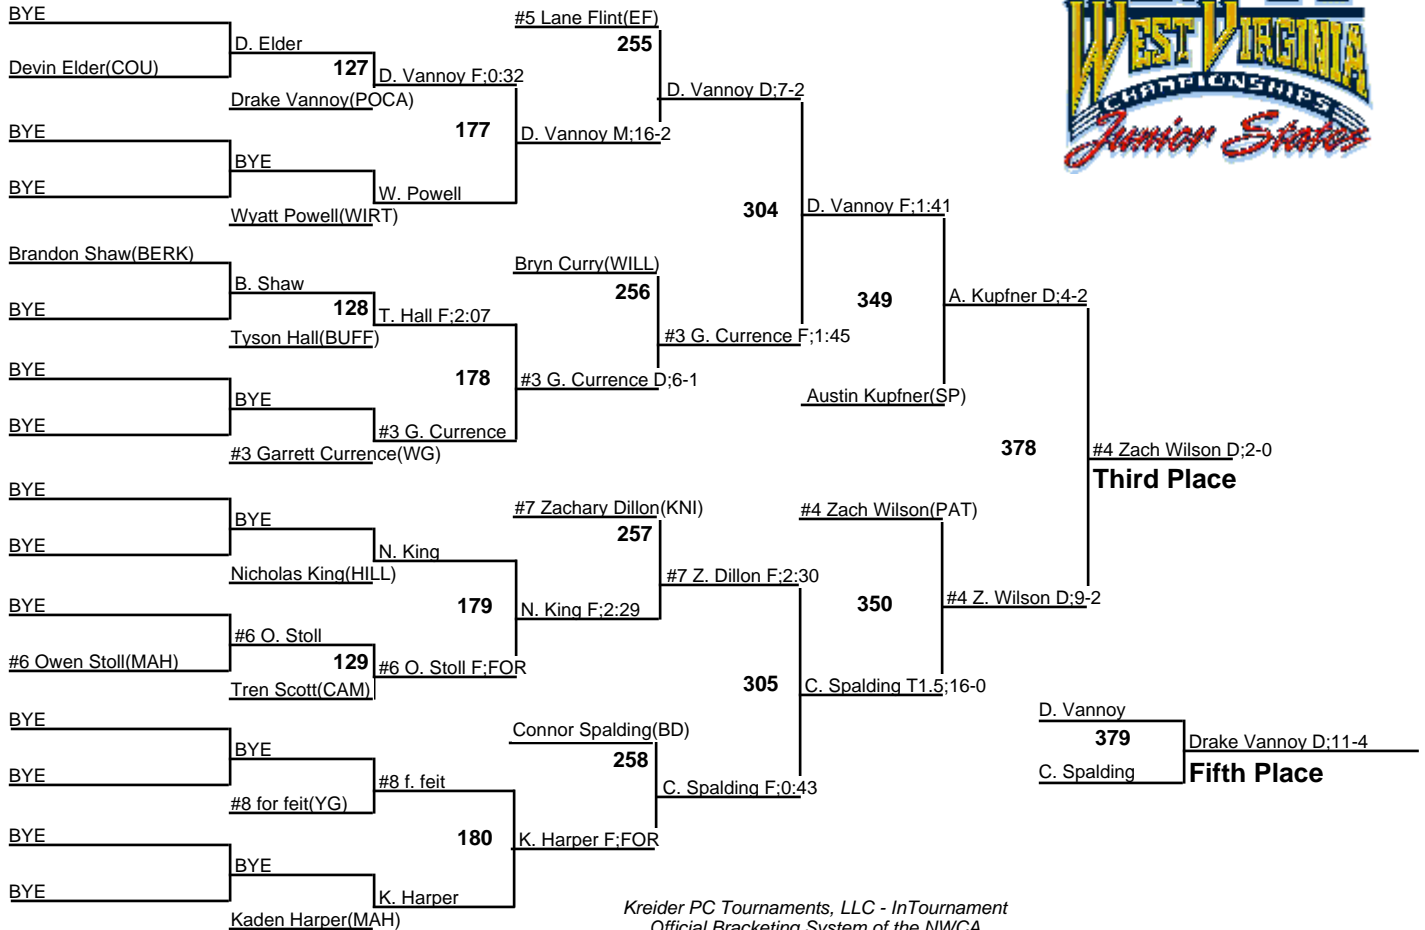 BYE
D. Elder
Devin Elder(COU)
127
D. Vannoy F;0:32
Drake Vannoy(POCA)
177
BYE
BYE
BYE
W. Powell
Wyatt Powell(WIRT)
D. Vannoy M;16-2
#5 Lane Flint(EF)
255
D. Vannoy D;7-2
Brandon Shaw(BERK)
B. Shaw
BYE
128
T. Hall F;2:07
Tyson Hall(BUFF)
178
BYE
BYE
BYE
#3 G. Currence
#3 Garrett Currence(WG)
#3 G. Currence D;6-1
Bryn Curry(WILL)
256
#3 G. Currence F;1:45
304
D. Vannoy F;1:41
349
Austin Kupfner(SP)
A. Kupfner D;4-2
BYE
BYE
BYE
N. King
Nicholas King(HILL)
179
BYE
#6 O. Stoll
#6 Owen Stoll(MAH)
129
#6 O. Stoll F;FOR
Tren Scott(CAM)
N. King F;2:29
#7 Zachary Dillon(KNI)
257
#7 Z. Dillon F;2:30
BYE
BYE
BYE
#8 f. feit
#8 for feit(YG)
180
BYE
BYE
BYE
K. Harper
Kaden Harper(MAH)
K. Harper F;FOR
Connor Spalding(BD)
258
C. Spalding F;0:43
305
C. Spalding T1.5;16-0
#4 Zach Wilson(PAT)
350
#4 Z. Wilson D;9-2
378
#4 Zach Wilson D;2-0
Third Place
D. Vannoy
379
C. Spalding
Drake Vannoy D;11-4
Fifth Place
WEST VIRGINIA
CHAMPIONSHIPS
Junior States
Kreider PC Tournaments, LLC - InTournament
Official Bracketing System of the NWCA